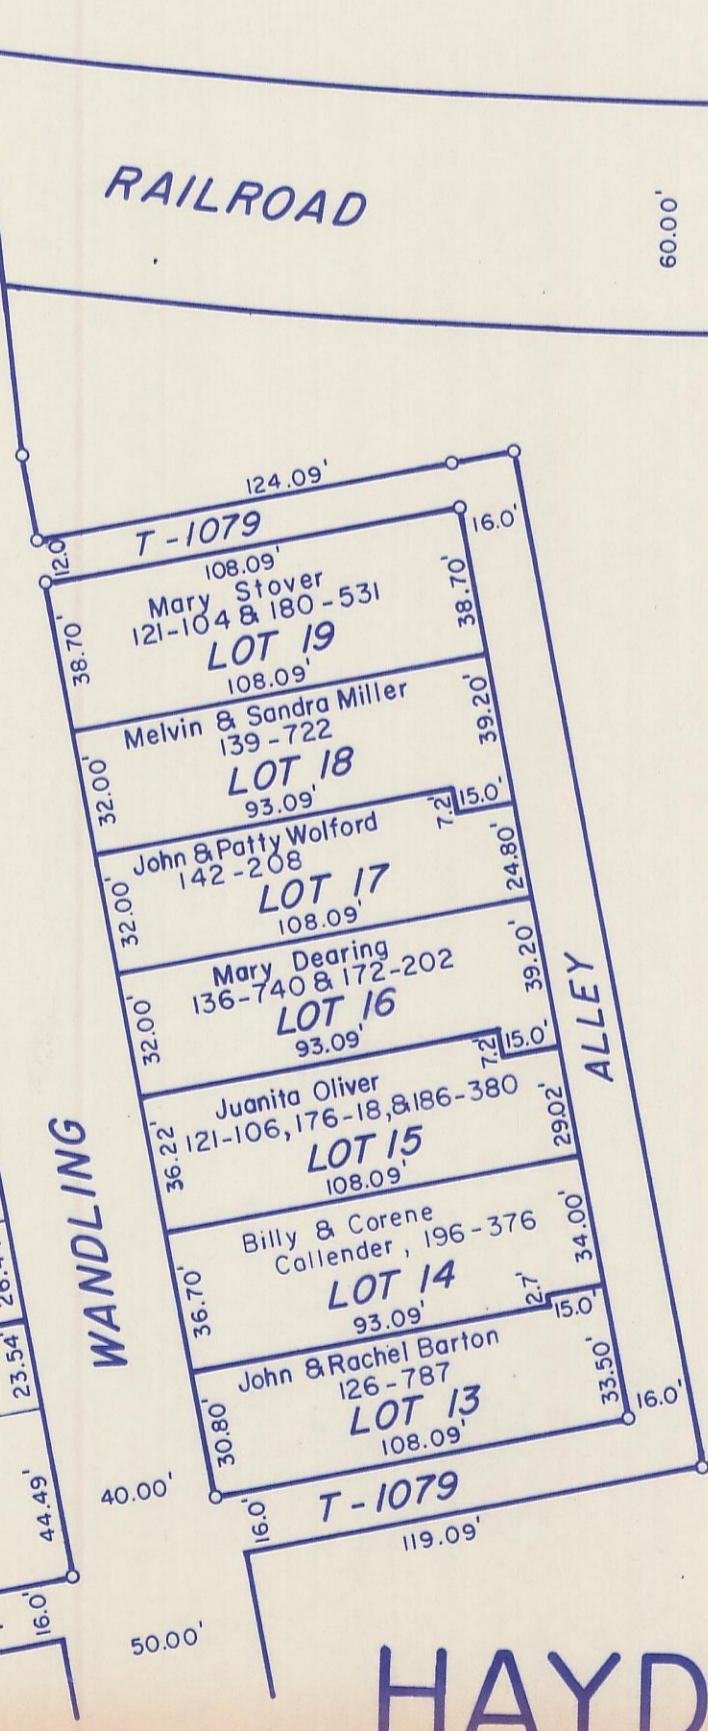 RAILROAD
60.00'
124.09'
T-1079
16.0'
12.0
108.09'
Mary Stover
121-104 & 180-531
LOT 19
108.09'
38.70'
38.70'
Melvin & Sandra Miller
139-722
LOT 18
93.09'
32.00'
39.20'
7.2'
15.0'
John & Patty Wolford
142-208
LOT 17
108.09'
32.00'
24.80'
Mary Dearing
136-740 & 172-202
LOT 16
93.09'
32.00'
39.20'
7.2'
15.0'
ALLEY
Juanita Oliver
121-106, 176-18, & 186-380
LOT 15
108.09'
36.22'
29.02'
WANDLING
Billy & Corene
Callender, 196-376
LOT 14
93.09'
36.70'
34.00'
2.7'
15.0'
John & Rachel Barton
126-787
LOT 13
108.09'
30.80'
33.50'
16.0'
23.54'
44.49'
40.00'
16.0'
T-1079
119.09'
16.0'
50.00'
HAYD